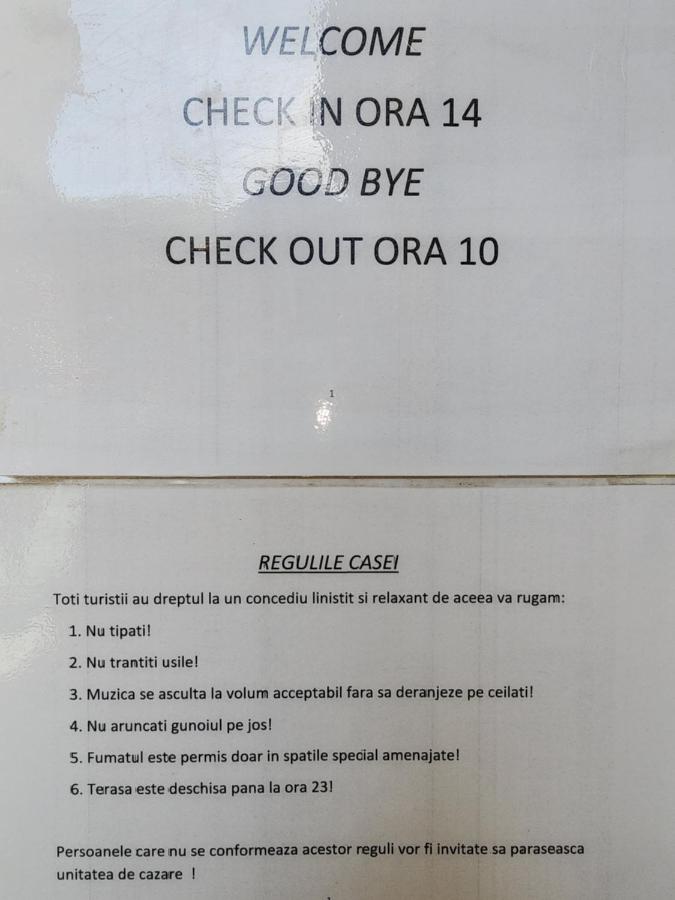 WELCOME
CHECK IN ORA 14
GOOD BYE
CHECK OUT ORA 10
1
REGULILE CASEI
Toti turistii au dreptul la un concediu linistit si relaxant de aceea va rugam:
1. Nu tipati!
2. Nu trantiti usile!
3. Muzica se asculta la volum acceptabil fara sa deranjeze pe ceilati!
4. Nu aruncati gunoiul pe jos!
5. Fumatul este permis doar in spatile special amenajate!
6. Terasa este deschisa pana la ora 23!
Persoanele care nu se conformeaza acestor reguli vor fi invitate sa paraseasca
unitatea de cazare !